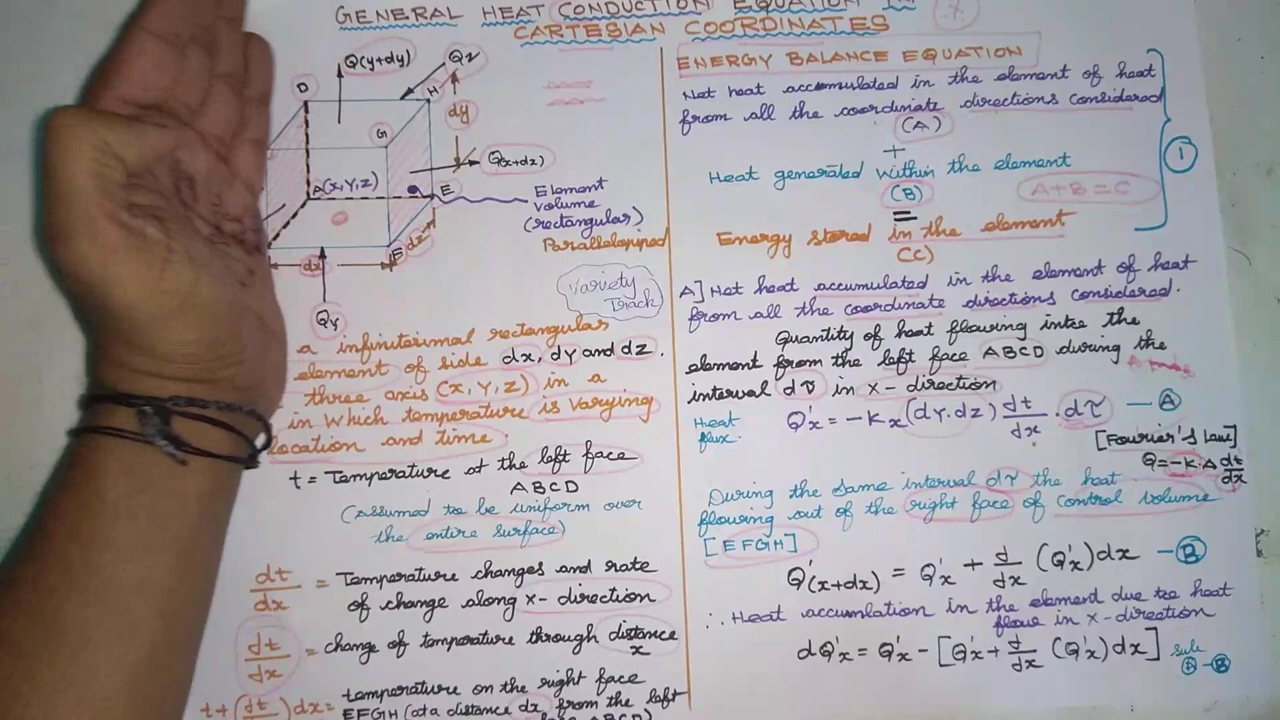 GENERAL HEAT CONDUCTION EQUATION IN
CARTESIAN COORDINATES
Q(y+dy)
Qz
D
H
dy
G
Q(x+dx)
A(x,y,z)
E
Element
volume
(rectangular)
Parallelopiped
dz
F
dx
Variety
Track
Qy
a infinitesimal rectangular
element of side dx, dy and dz.
three axis (x, y, z) in a
in which temperature is varying
location and time.
t = Temperature at the left face
ABCD
(Assumed to be uniform over
the entire surface)
dt/dx = Temperature changes and rate
of change along x-direction
dt/dx = change of temperature through distance
x
t+(dt/dx)dx = temperature on the right face
EFGH (at a distance dx from the left
ENERGY BALANCE EQUATION
Net heat accumulated in the element of heat
from all the coordinate directions considered
(A)
+
Heat generated within the element
(B)
A+B=C
=
Energy stored in the element
(C)
1
A] Net heat accumulated in the element of heat
from all the coordinate directions considered.
Quantity of heat flowing into the
element from the left face ABCD during the
interval dτ in x-direction
Heat
flux.
Q'x = -Kx (dy.dz) dt/dx . dτ — A
[Fourier's Law]
Q=-K.A dt/dx
During the same interval dτ the heat
flowing out of the right face of control volume
[EFGH]
Q'(x+dx) = Q'x + d/dx (Q'x)dx — B
∴ Heat accumlation in the element due to heat
flow in x-direction
dQ'x = Q'x - [Q'x + d/dx (Q'x)dx] sub
A-B